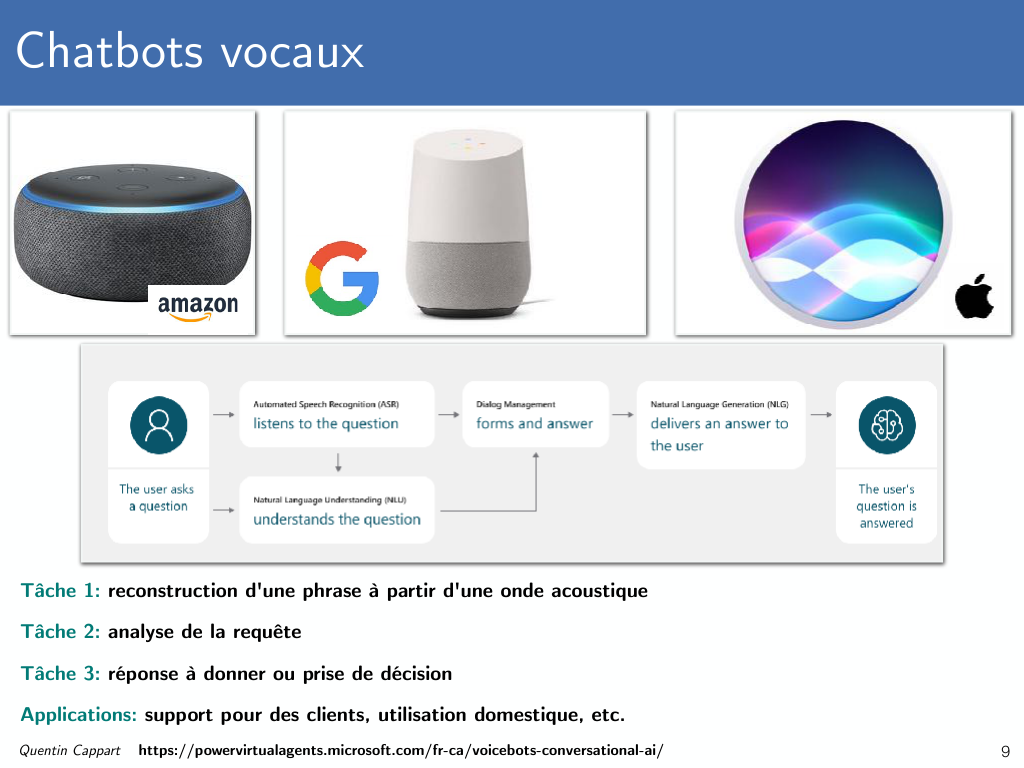 Chatbots vocaux
amazon
Automated Speech Recognition (ASR)
listens to the question
Dialog Management
forms and answer
Natural Language Generation (NLG)
delivers an answer to
the user
The user asks
a question
Natural Language Understanding (NLU)
understands the question
The user's
question is
answered
Tâche 1: reconstruction d'une phrase à partir d'une onde acoustique
Tâche 2: analyse de la requête
Tâche 3: réponse à donner ou prise de décision
Applications: support pour des clients, utilisation domestique, etc.
Quentin Cappart https://powervirtualagents.microsoft.com/fr-ca/voicebots-conversational-ai/
9